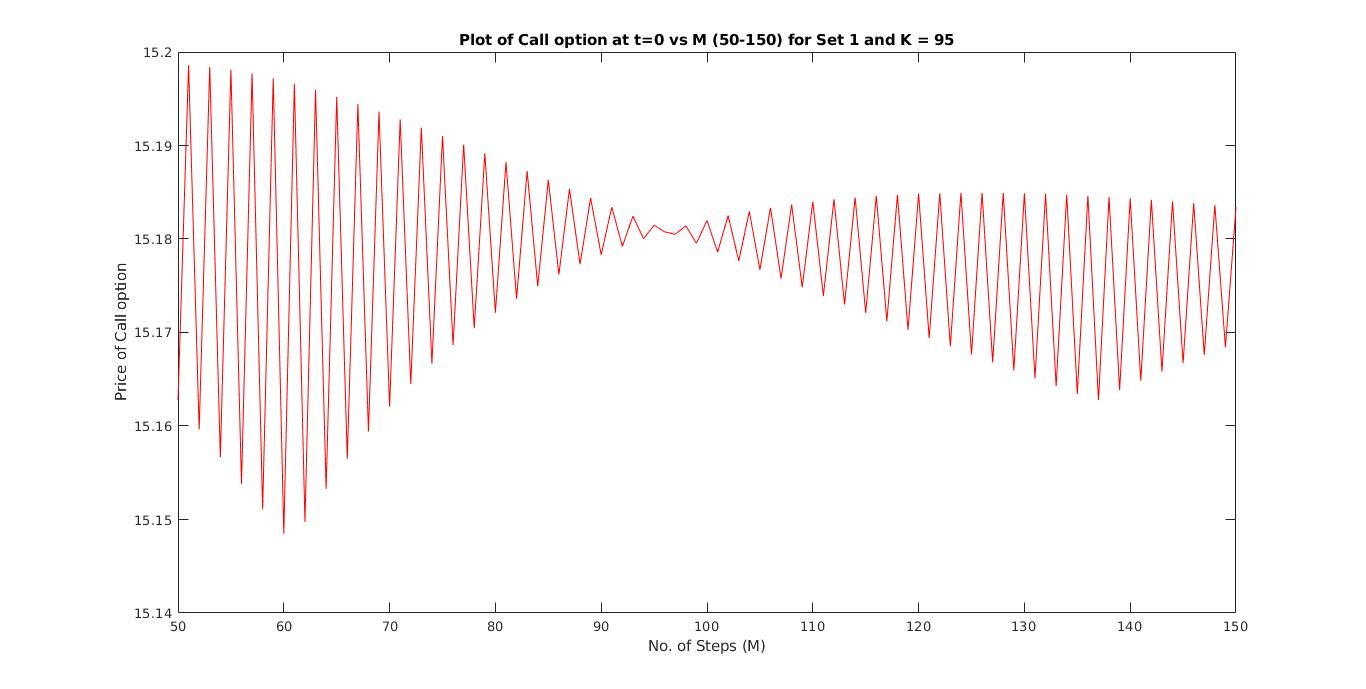 Plot of Call option at t=0 vs M (50-150) for Set 1 and K = 95
Price of Call option
15.2
15.19
15.18
15.17
15.16
15.15
15.14
50 60 70 80 90 100 110 120 130 140 150
No. of Steps (M)